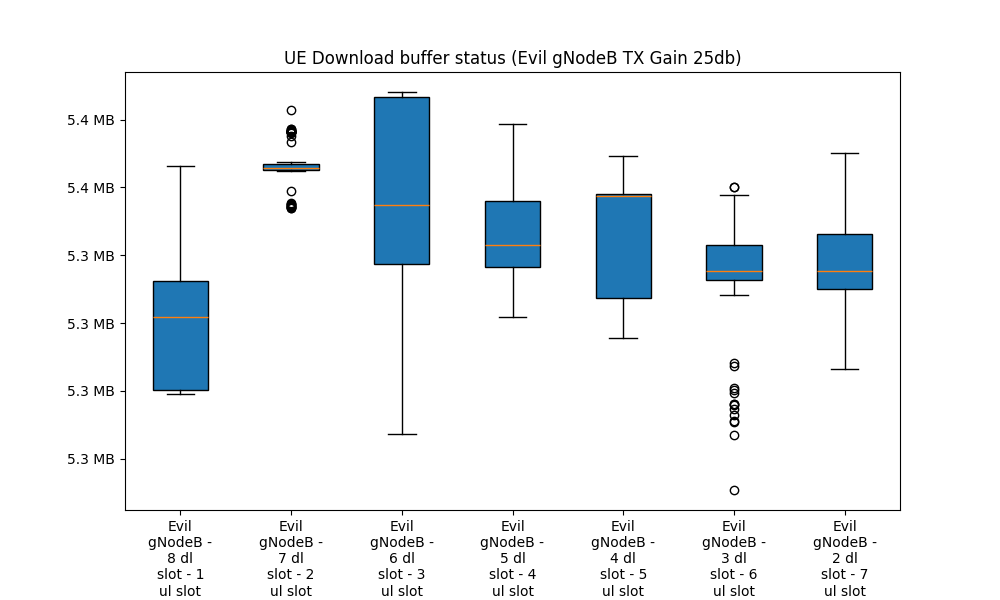 UE Download buffer status (Evil gNodeB TX Gain 25db)
5.4 MB
5.4 MB
5.3 MB
5.3 MB
5.3 MB
5.3 MB
Evil
gNodeB -
8 dl
slot - 1
ul slot
Evil
gNodeB -
7 dl
slot - 2
ul slot
Evil
gNodeB -
6 dl
slot - 3
ul slot
Evil
gNodeB -
5 dl
slot - 4
ul slot
Evil
gNodeB -
4 dl
slot - 5
ul slot
Evil
gNodeB -
3 dl
slot - 6
ul slot
Evil
gNodeB -
2 dl
slot - 7
ul slot